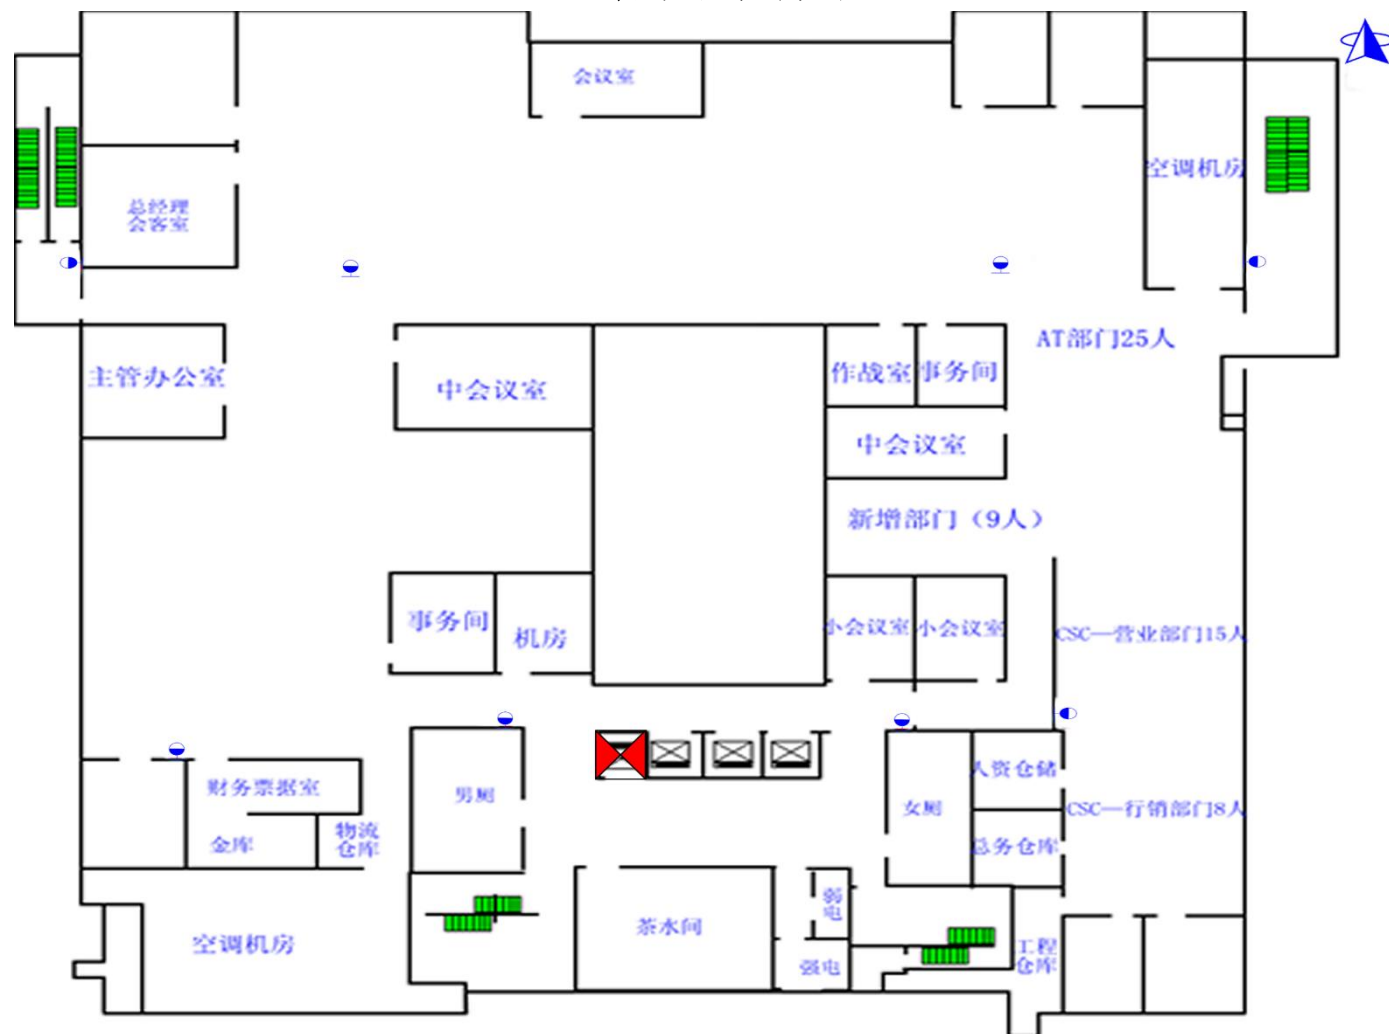 会议室
空调机房
总经理
会客室
AT部门25人
主管办公室
中会议室
作战室
事务间
中会议室
新增部门（9人）
事务间
机房
小会议室
小会议室
CSC—营业部门15人
财务票据室
男厕
人资仓储
女厕
CSC—行销部门8人
金库
物流
仓库
总务仓库
弱
电
茶水间
空调机房
强电
工程
仓库